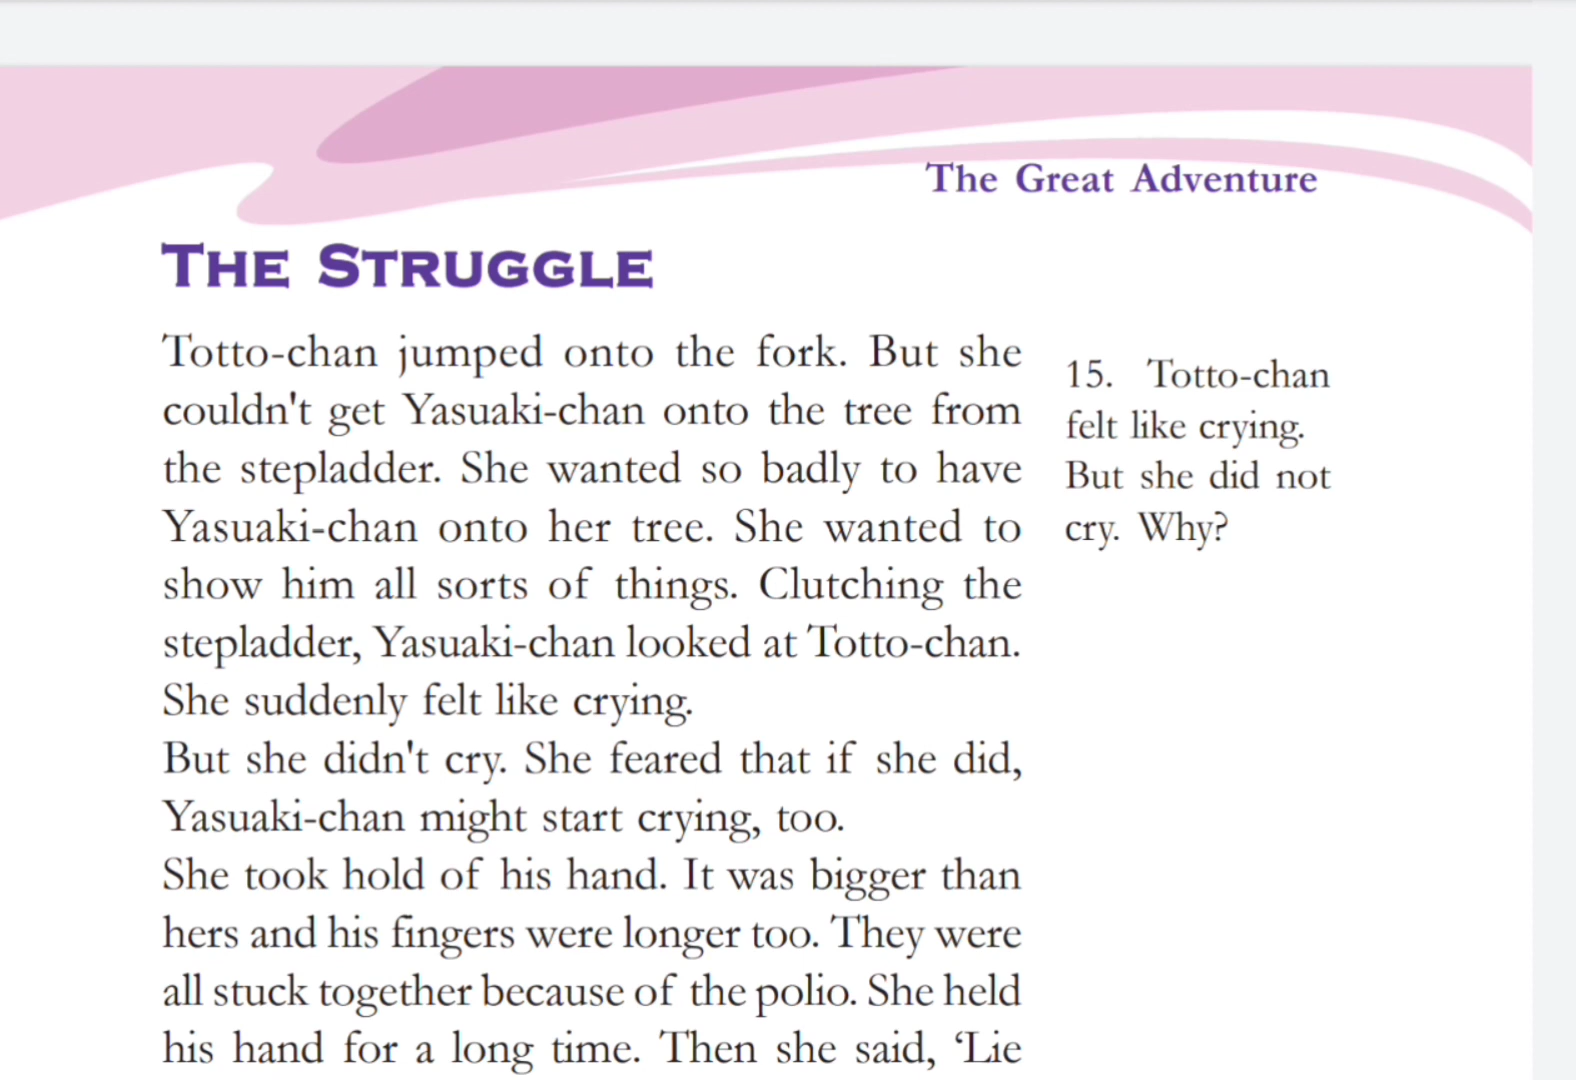 The Great Adventure
THE STRUGGLE
Totto-chan jumped onto the fork. But she
couldn't get Yasuaki-chan onto the tree from
the stepladder. She wanted so badly to have
Yasuaki-chan onto her tree. She wanted to
show him all sorts of things. Clutching the
stepladder, Yasuaki-chan looked at Totto-chan.
She suddenly felt like crying.
But she didn't cry. She feared that if she did,
Yasuaki-chan might start crying, too.
She took hold of his hand. It was bigger than
hers and his fingers were longer too. They were
all stuck together because of the polio. She held
his hand for a long time. Then she said, ‘Lie
15. Totto-chan
felt like crying.
But she did not
cry. Why?